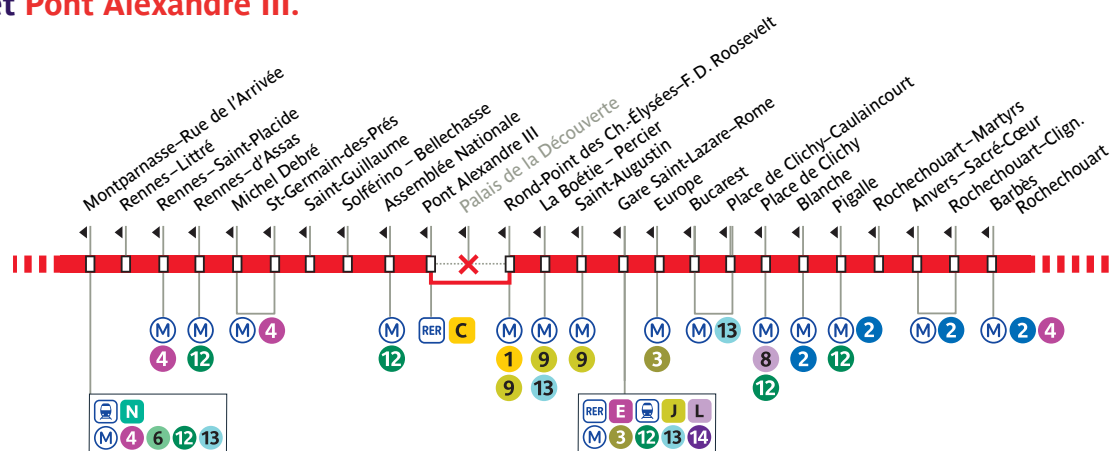 et Pont Alexandre III.
Montparnasse–Rue de l'Arrivée
Rennes – Littré
Rennes – Saint-Placide
Rennes – d'Assas
Michel Debré
St-Germain-des-Prés
Saint-Guillaume
Solférino – Bellechasse
Assemblée Nationale
Pont Alexandre III
Palais de la Découverte
Rond-Point des Ch.-Élysées–F. D. Roosevelt
La Boétie – Percier
Saint-Augustin
Gare Saint-Lazare–Rome
Europe
Bucarest
Place de Clichy–Caulaincourt
Place de Clichy
Blanche
Pigalle
Rochechouart–Martyrs
Anvers – Sacré-Cœur
Rochechouart–Clign.
Barbès
Rochechouart
M M M 4 M RER C M M M M M 13 M M M 2 M 2 M 2 4
4 12 12 1 9 9 3 8 2 12
9 13 12
N
M 4 6 12 13
RER E J L
M 3 12 13 14